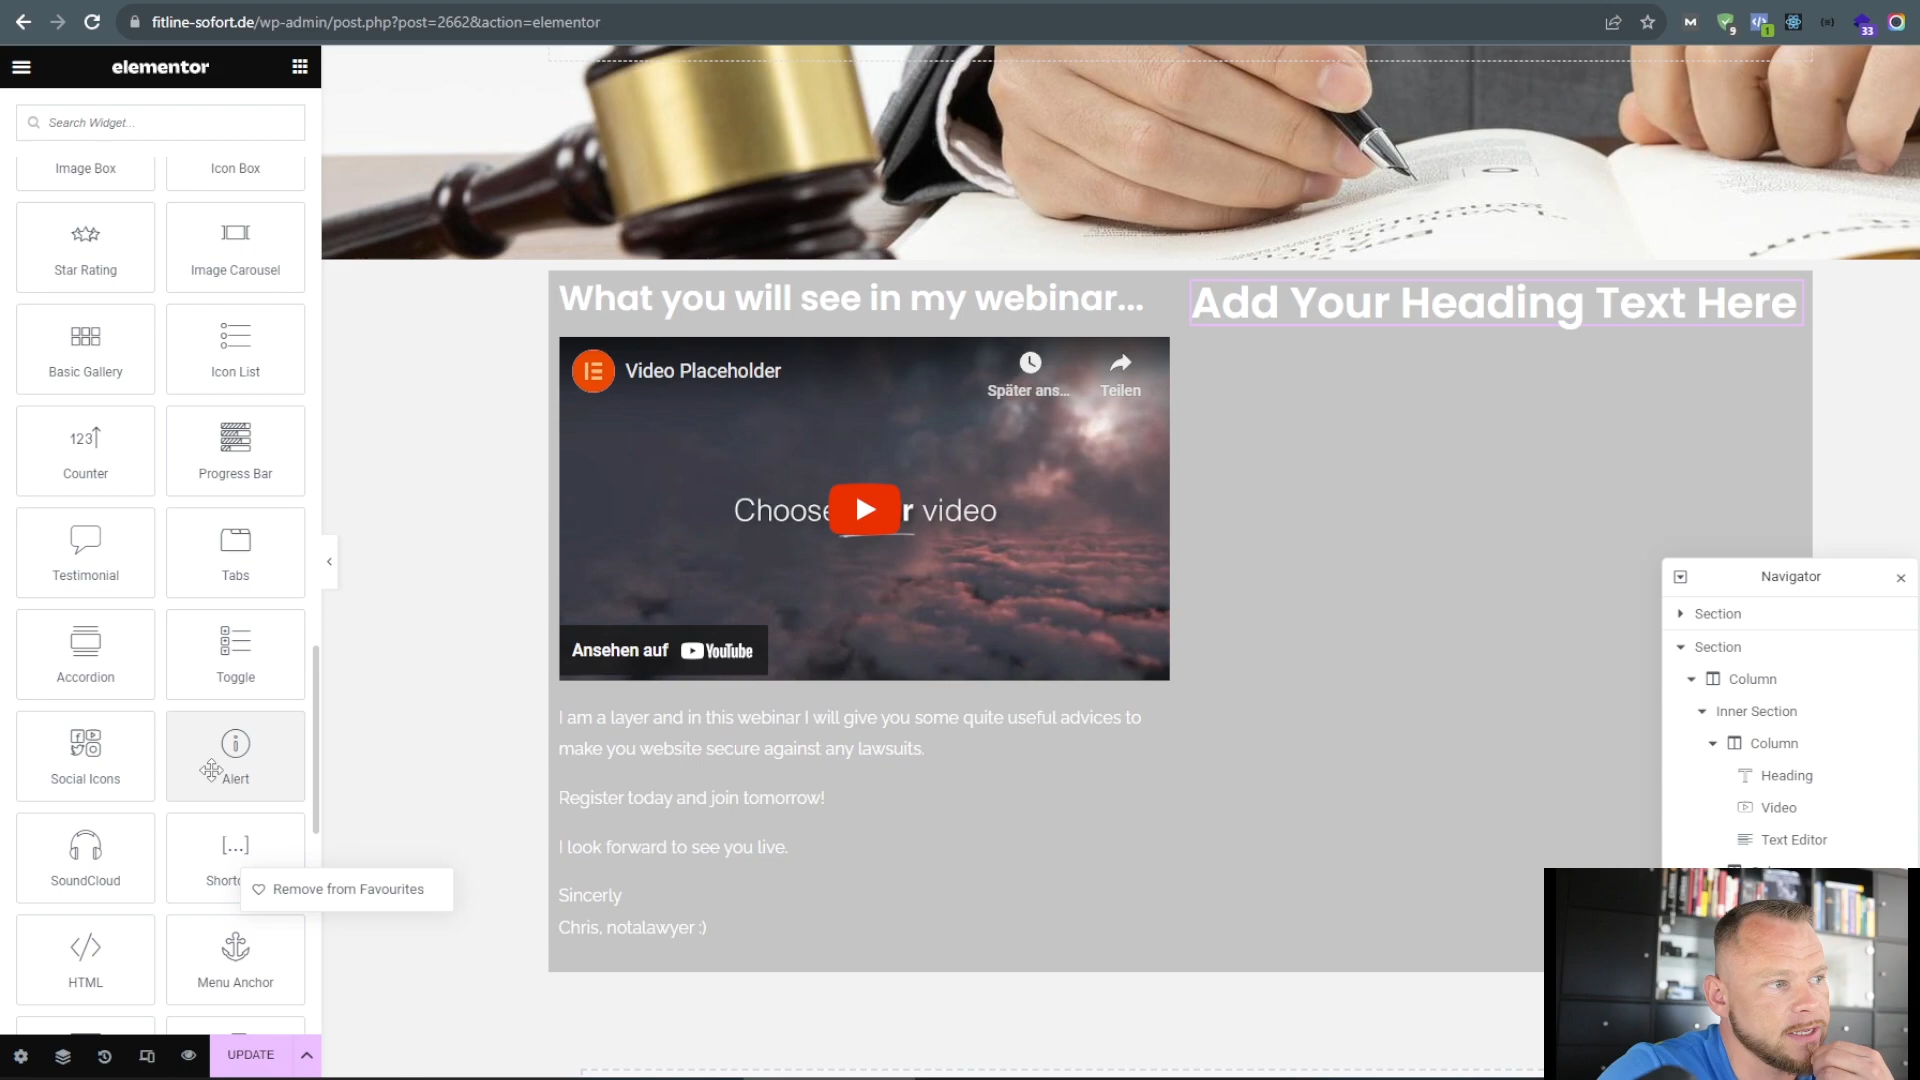 fitline-sofort.de/wp-admin/post.php?post=2662&action=elementor
M
9
1
33
elementor
Search Widget...
Image Box
Icon Box
Star Rating
Image Carousel
Basic Gallery
Icon List
123
Counter
Progress Bar
Testimonial
Tabs
Accordion
Toggle
Social Icons
Alert
SoundCloud
[...]
Shortc
Remove from Favourites
HTML
Menu Anchor
UPDATE
What you will see in my webinar...
Video Placeholder
Später ans...
Teilen
Choose r video
Ansehen auf YouTube
I am a layer and in this webinar I will give you some quite useful advices to
make you website secure against any lawsuits.
Register today and join tomorrow!
I look forward to see you live.
Sincerly
Chris, notalawyer :)
Add Your Heading Text Here
Navigator
Section
Section
Column
Inner Section
Column
Heading
Video
Text Editor